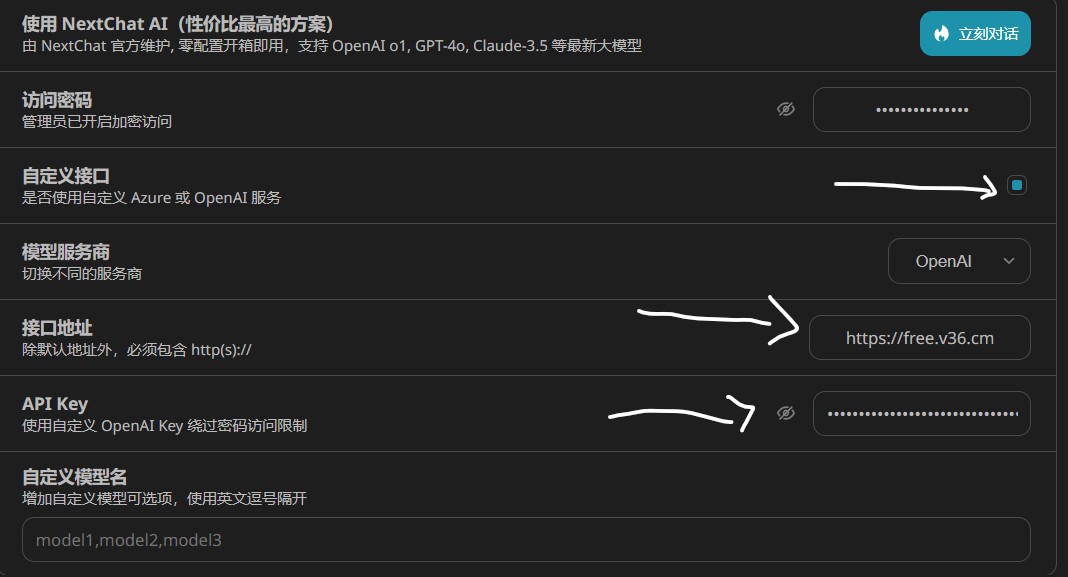 使用 NextChat AI（性价比最高的方案）
由 NextChat 官方维护, 零配置开箱即用，支持 OpenAI o1, GPT-4o, Claude-3.5 等最新大模型
立刻对话
访问密码
管理员已开启加密访问
•••••••••••••••
自定义接口
是否使用自定义 Azure 或 OpenAI 服务
模型服务商
切换不同的服务商
OpenAI
接口地址
除默认地址外，必须包含 http(s)://
https://free.v36.cm
API Key
使用自定义 OpenAI Key 绕过密码访问限制
自定义模型名
增加自定义模型可选项，使用英文逗号隔开
model1,model2,model3